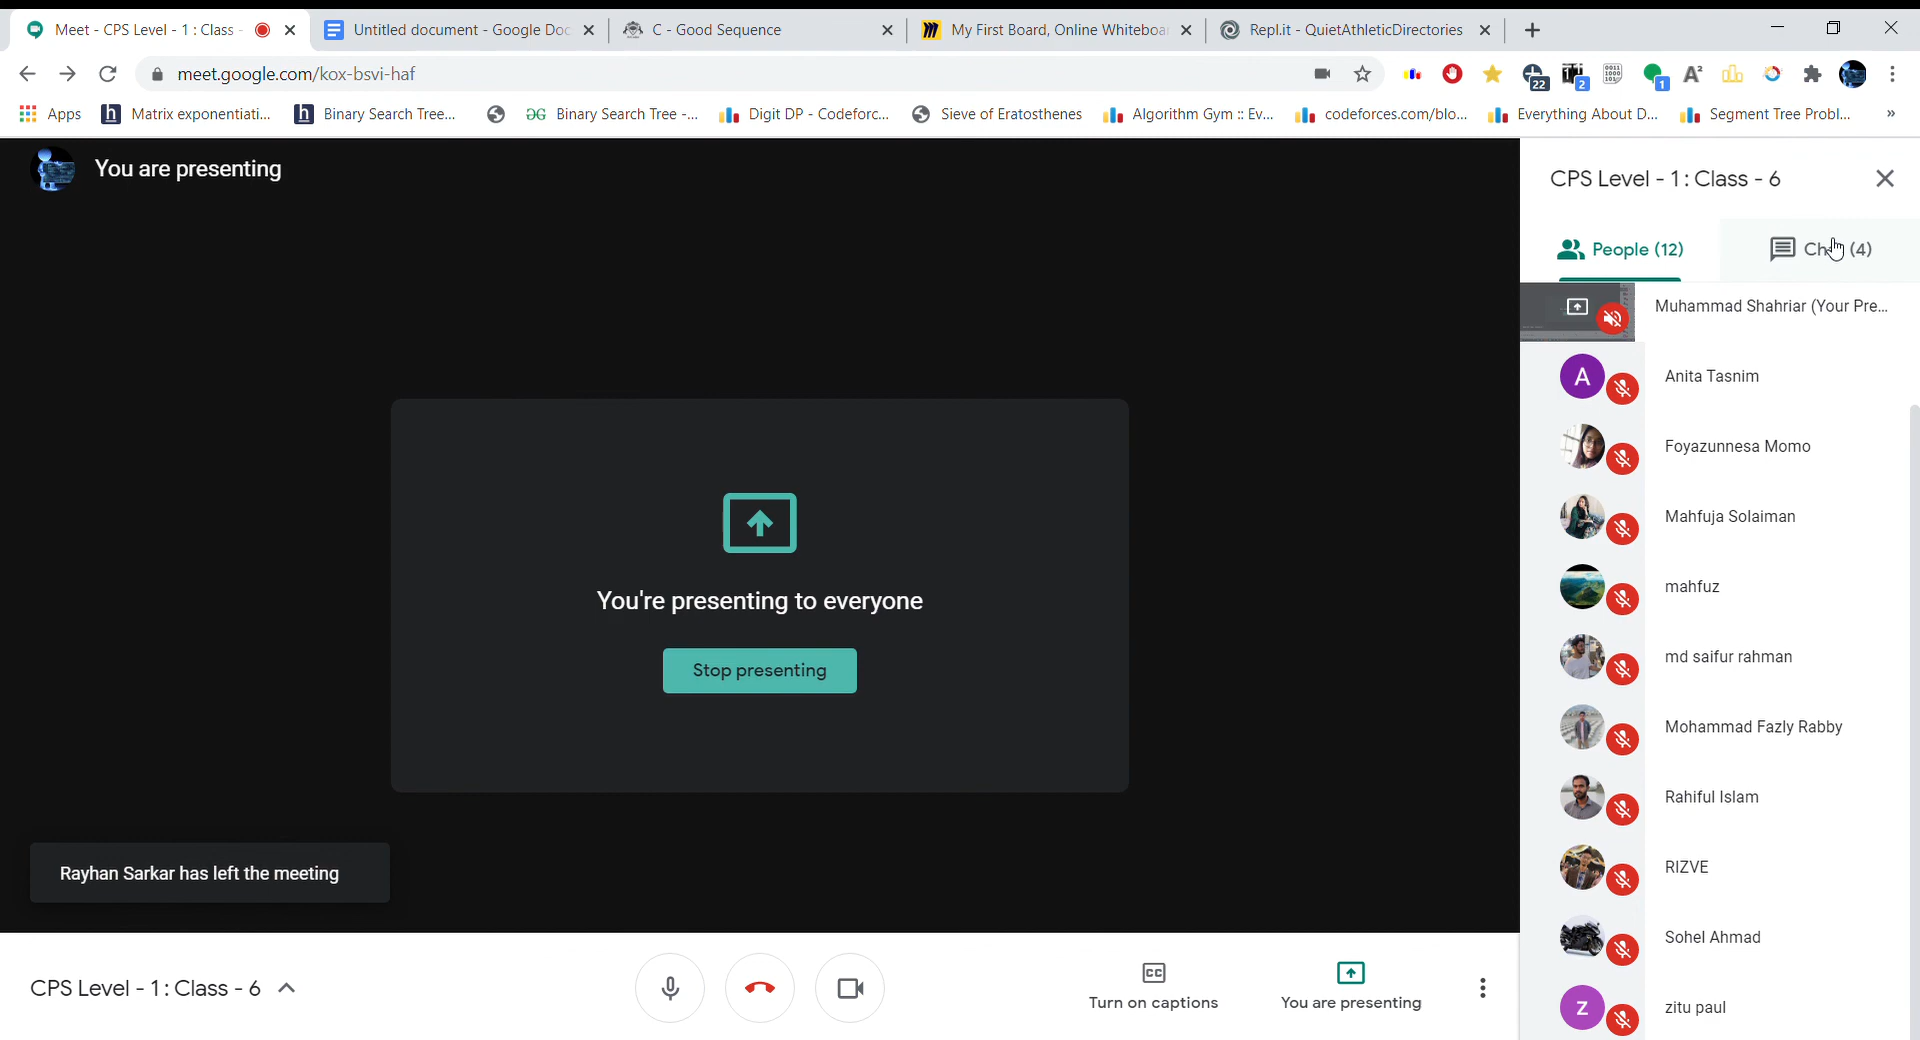 Meet - CPS Level - 1 : Class -
Untitled document - Google Doc
C - Good Sequence
My First Board, Online Whiteboar
Repl.it - QuietAthleticDirectories
meet.google.com/kox-bsvi-haf
22
2
1
Apps
Matrix exponentiati...
Binary Search Tree...
Binary Search Tree -...
Digit DP - Codeforc...
Sieve of Eratosthenes
Algorithm Gym :: Ev...
codeforces.com/blo...
Everything About D...
Segment Tree Probl...
»
You are presenting
CPS Level - 1 : Class - 6
People (12)
(4)
Muhammad Shahriar (Your Pre...
A
Anita Tasnim
Foyazunnesa Momo
Mahfuja Solaiman
mahfuz
md saifur rahman
Mohammad Fazly Rabby
Rahiful Islam
RIZVE
Sohel Ahmad
Z
zitu paul
You're presenting to everyone
Stop presenting
Rayhan Sarkar has left the meeting
CPS Level - 1 : Class - 6
CC
Turn on captions
You are presenting